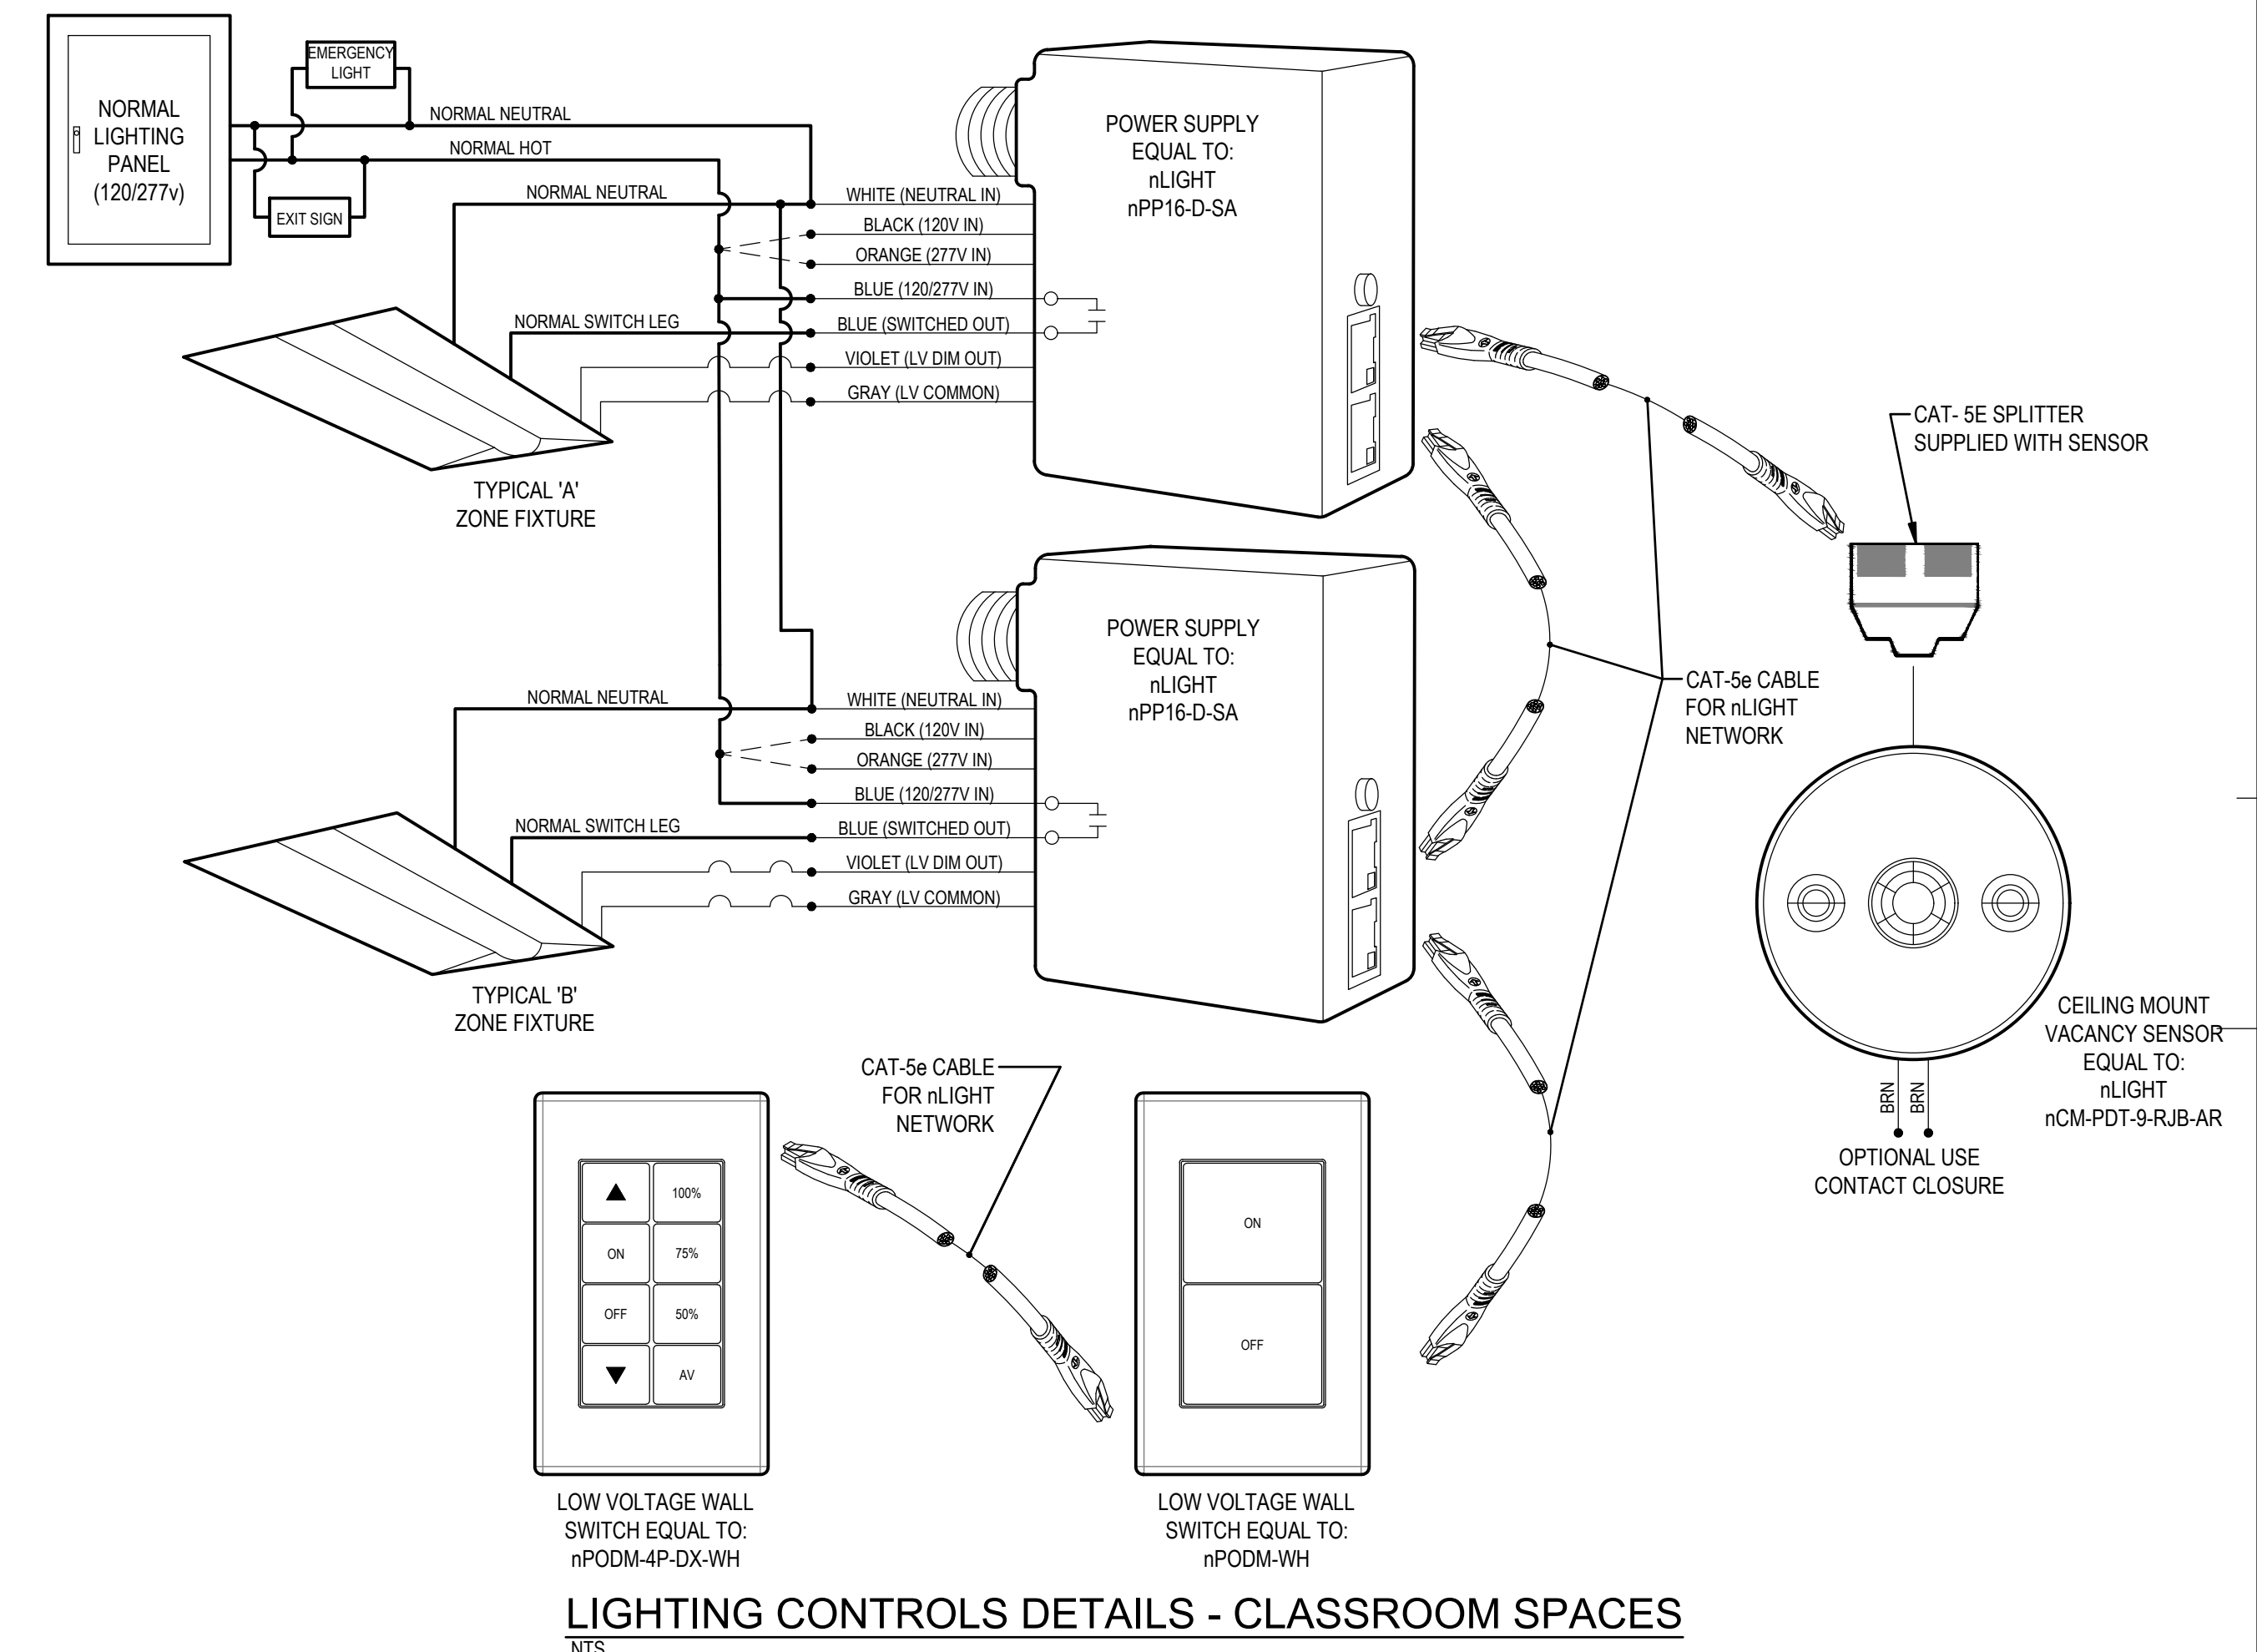 NORMAL
LIGHTING
PANEL
(120/277v)
EMERGENCY
LIGHT
EXIT SIGN
NORMAL NEUTRAL
NORMAL HOT
NORMAL NEUTRAL
NORMAL SWITCH LEG
WHITE (NEUTRAL IN)
BLACK (120V IN)
ORANGE (277V IN)
BLUE (120/277V IN)
BLUE (SWITCHED OUT)
VIOLET (LV DIM OUT)
GRAY (LV COMMON)
POWER SUPPLY
EQUAL TO:
nLIGHT
nPP16-D-SA
TYPICAL 'A'
ZONE FIXTURE
CAT- 5E SPLITTER
SUPPLIED WITH SENSOR
NORMAL NEUTRAL
NORMAL SWITCH LEG
WHITE (NEUTRAL IN)
BLACK (120V IN)
ORANGE (277V IN)
BLUE (120/277V IN)
BLUE (SWITCHED OUT)
VIOLET (LV DIM OUT)
GRAY (LV COMMON)
POWER SUPPLY
EQUAL TO:
nLIGHT
nPP16-D-SA
TYPICAL 'B'
ZONE FIXTURE
CAT-5e CABLE
FOR nLIGHT
NETWORK
CEILING MOUNT
VACANCY SENSOR
EQUAL TO:
nLIGHT
nCM-PDT-9-RJB-AR
BRN
BRN
OPTIONAL USE
CONTACT CLOSURE
CAT-5e CABLE
FOR nLIGHT
NETWORK
▲
100%
ON
75%
OFF
50%
▼
AV
ON
OFF
LOW VOLTAGE WALL
SWITCH EQUAL TO:
nPODM-4P-DX-WH
LOW VOLTAGE WALL
SWITCH EQUAL TO:
nPODM-WH
LIGHTING CONTROLS DETAILS - CLASSROOM SPACES
NTS